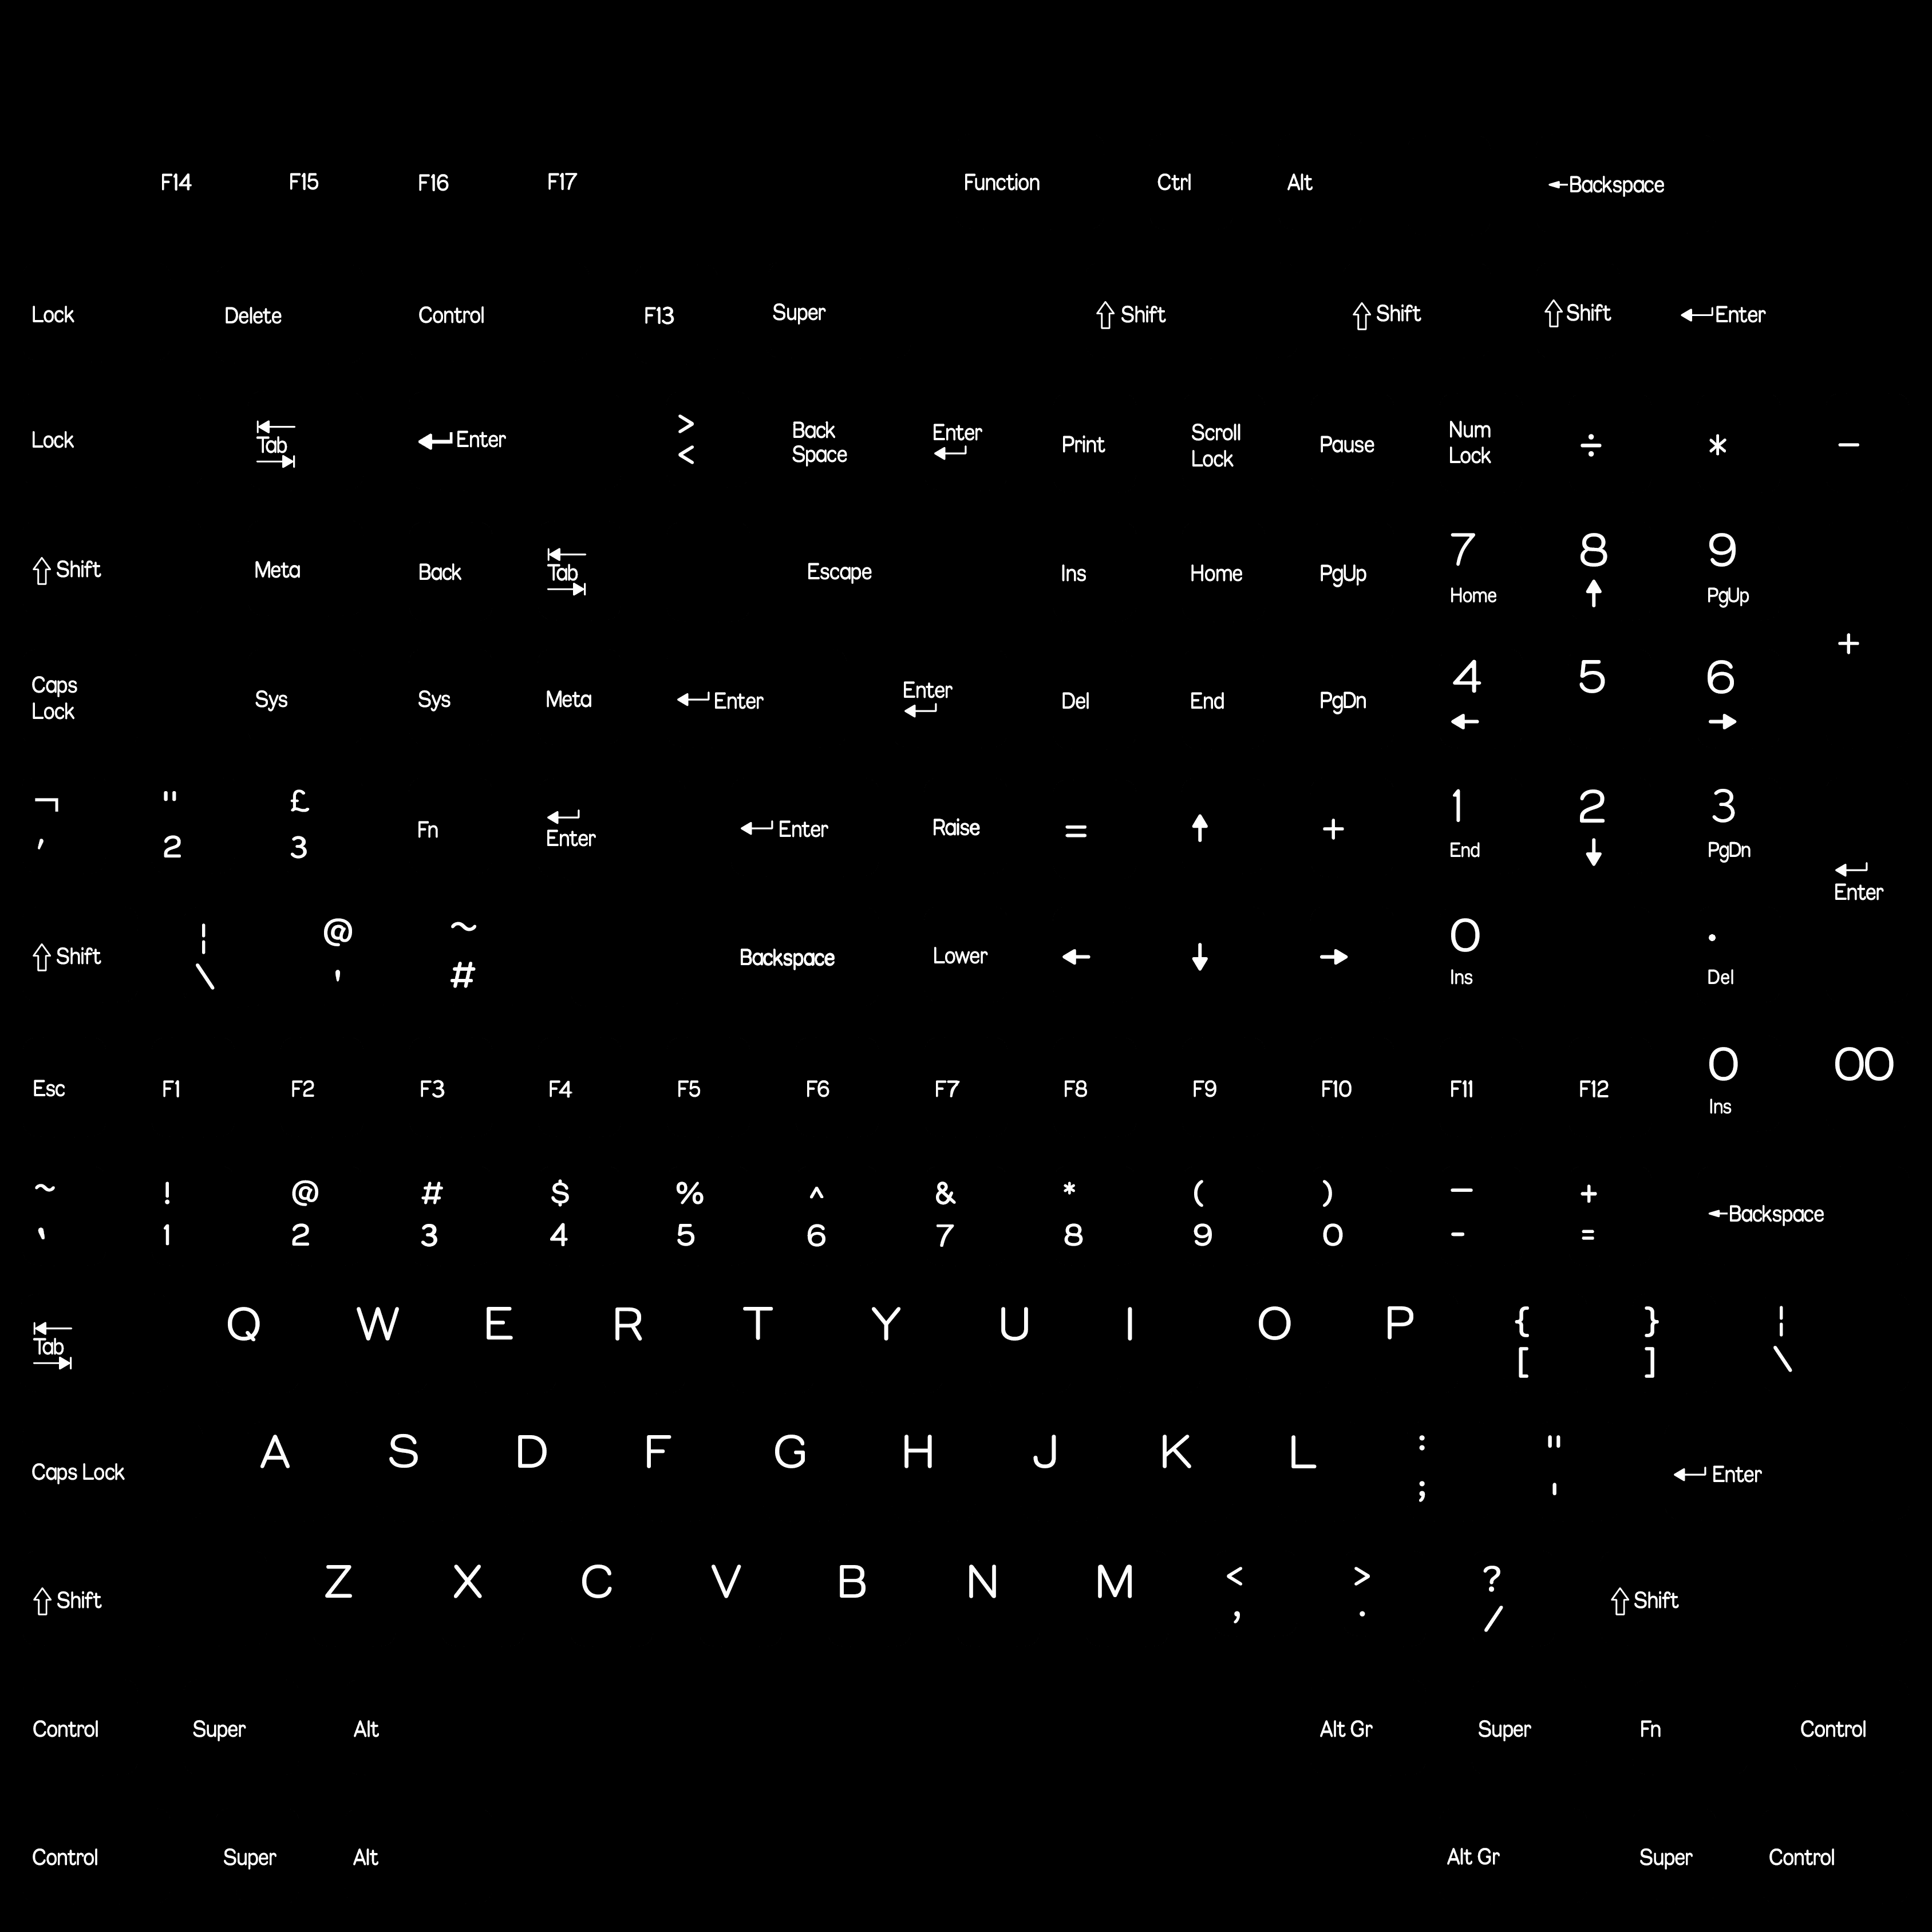 F14 F15 F16 F17 Function Ctrl Alt ←Backspace
Lock Delete Control F13 Super ⇧ Shift ⇧ Shift ⇧ Shift ↵ Enter
Lock Tab ↵ Enter > Back Enter Print Scroll Pause Num ÷ * −
< Space ↵ Lock Lock
⇧ Shift Meta Back Tab Escape Ins Home PgUp 7 8 9
Home ↑ PgUp
+
Caps Sys Sys Meta ↵ Enter Enter Del End PgDn 4 5 6
Lock ↵ ← →
¬ " £ Fn ↵ ↵ Enter Raise = ↑ + 1 2 3
' 2 3 Enter End ↓ PgDn
↵
Enter
⇧ Shift ¦ @ ~ Backspace Lower ← ↓ → 0 .
\ ' # Ins Del
Esc F1 F2 F3 F4 F5 F6 F7 F8 F9 F10 F11 F12 0 00
Ins
~ ! @ # $ % ^ & * ( ) _ + ←Backspace
` 1 2 3 4 5 6 7 8 9 0 - =
Tab Q W E R T Y U I O P { } ¦
[ ] \
Caps Lock A S D F G H J K L : " ↵ Enter
; '
⇧ Shift Z X C V B N M < > ? ⇧ Shift
, . /
Control Super Alt Alt Gr Super Fn Control
Control Super Alt Alt Gr Super Control